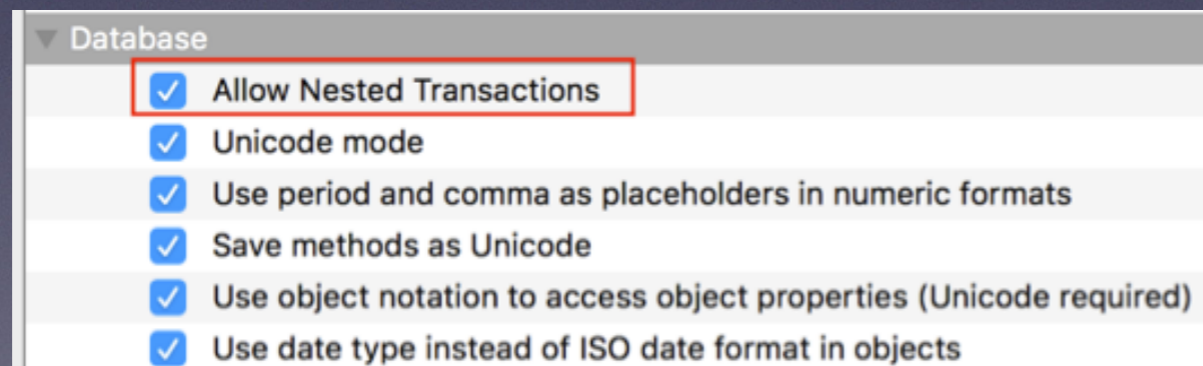 Database
Allow Nested Transactions
Unicode mode
Use period and comma as placeholders in numeric formats
Save methods as Unicode
Use object notation to access object properties (Unicode required)
Use date type instead of ISO date format in objects